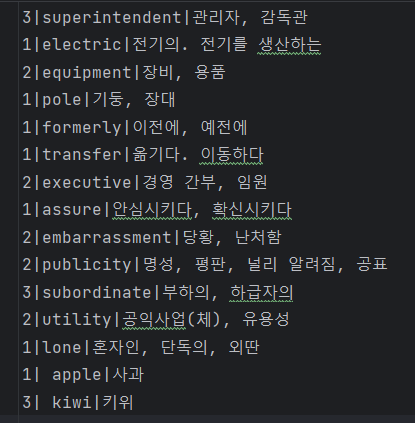 3|superintendent|관리자, 감독관
1|electric|전기의. 전기를 생산하는
2|equipment|장비, 용품
1|pole|기둥, 장대
1|formerly|이전에, 예전에
1|transfer|옮기다. 이동하다
2|executive|경영 간부, 임원
1|assure|안심시키다, 확신시키다
2|embarrassment|당황, 난처함
2|publicity|명성, 평판, 널리 알려짐, 공표
3|subordinate|부하의, 하급자의
2|utility|공익사업(체), 유용성
1|lone|혼자인, 단독의, 외딴
1| apple|사과
3| kiwi|키위